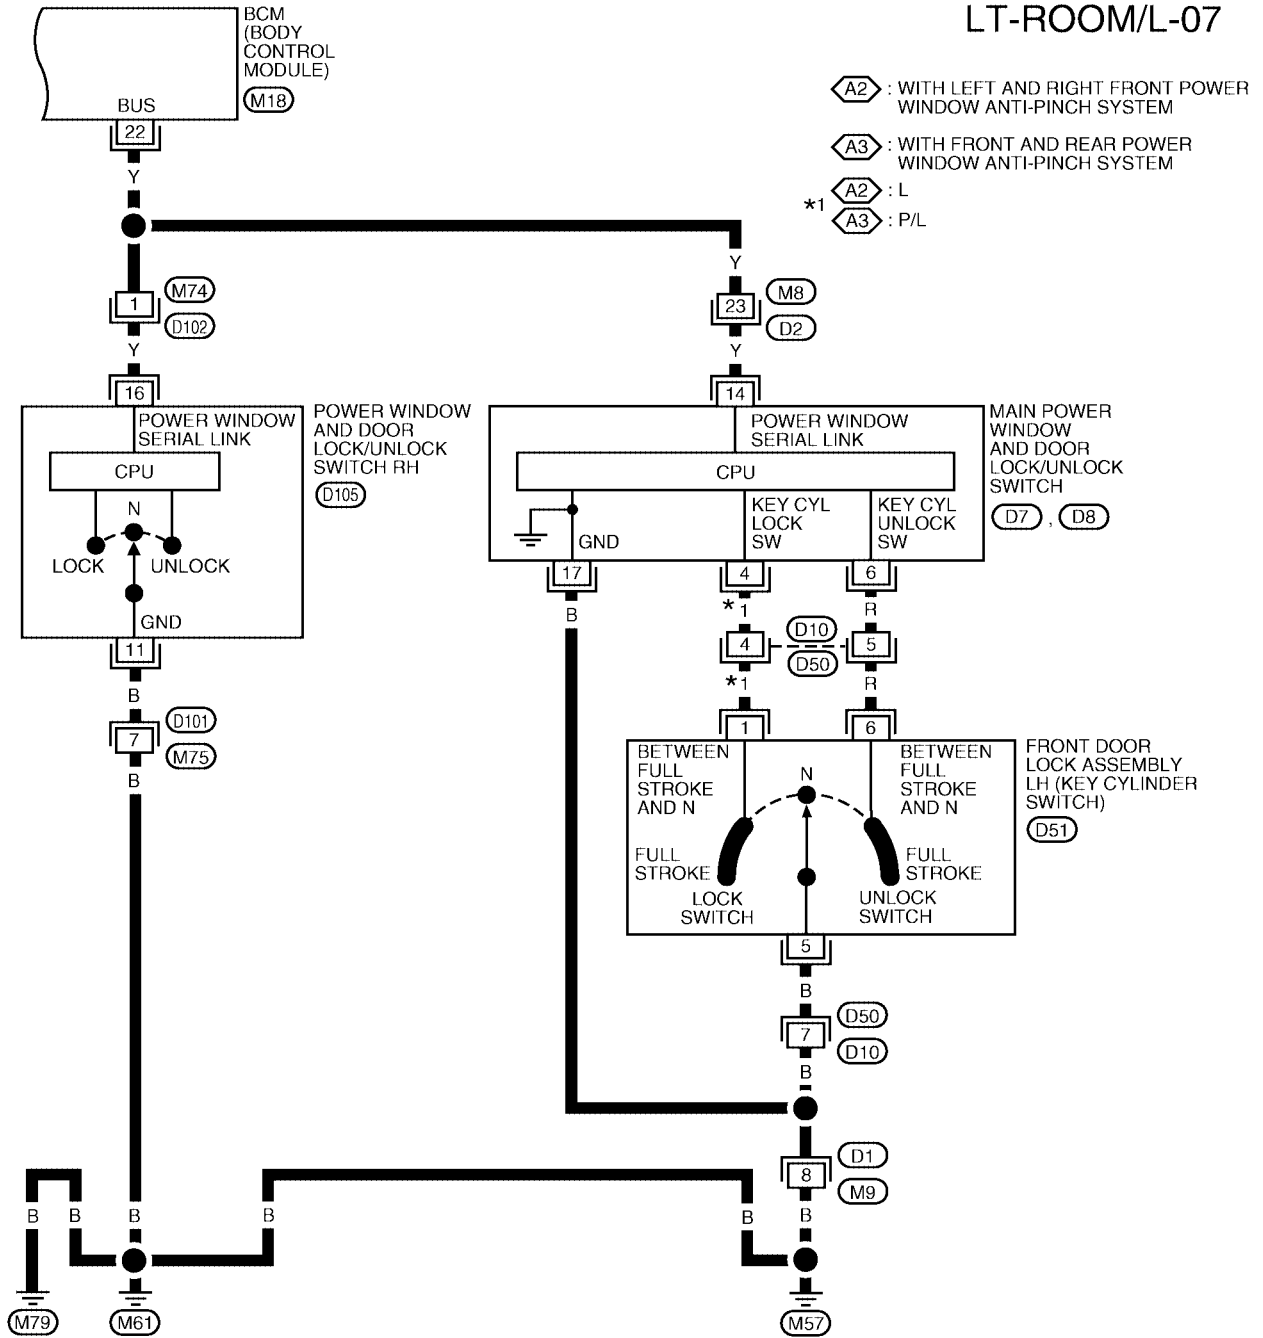 LT-ROOM/L-07
BCM
(BODY
CONTROL
MODULE)
M18
BUS
22
Y
A2 : WITH LEFT AND RIGHT FRONT POWER
WINDOW ANTI-PINCH SYSTEM
A3 : WITH FRONT AND REAR POWER
WINDOW ANTI-PINCH SYSTEM
*1
A2 : L
A3 : P/L
Y
1
M74
D102
Y
23
M8
D2
Y
16
POWER WINDOW
SERIAL LINK
CPU
N
LOCK
UNLOCK
GND
11
POWER WINDOW
AND DOOR
LOCK/UNLOCK
SWITCH RH
D105
14
POWER WINDOW
SERIAL LINK
CPU
GND
KEY CYL
LOCK
SW
KEY CYL
UNLOCK
SW
MAIN POWER
WINDOW
AND DOOR
LOCK/UNLOCK
SWITCH
D7 , D8
17
4
6
B
*1
R
4
D10
D50
5
*1
R
1
6
B
7
D101
M75
B
BETWEEN
FULL
STROKE
AND N
N
BETWEEN
FULL
STROKE
AND N
FULL
STROKE
FULL
STROKE
LOCK
SWITCH
UNLOCK
SWITCH
FRONT DOOR
LOCK ASSEMBLY
LH (KEY CYLINDER
SWITCH)
D51
5
B
7
D50
D10
B
8
D1
M9
B
B
B
B
B
B
M79
M61
M57